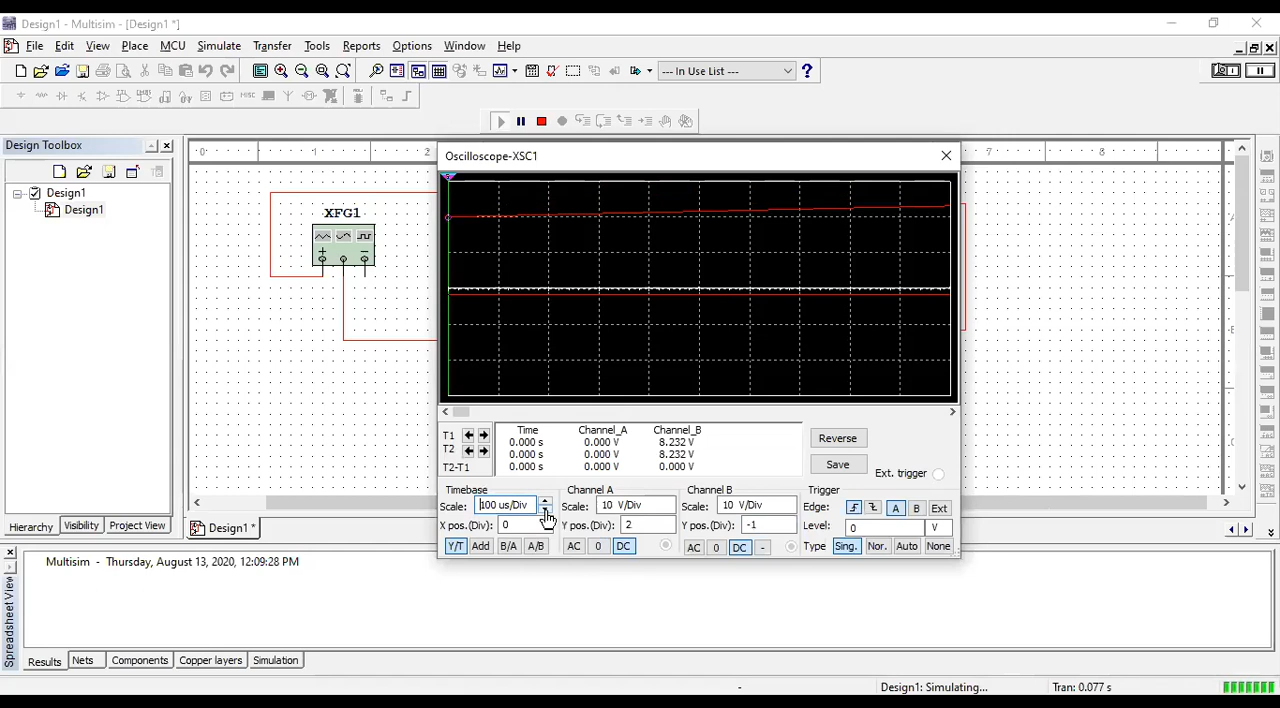 Design1 - Multisim - [Design1 *]
File Edit View Place MCU Simulate Transfer Tools Reports Options Window Help
--- In Use List ---
Design Toolbox
0 1 2 7 8
Oscilloscope-XSC1
Design1
Design1
XFG1
T1
T2
T2-T1
Time Channel_A Channel_B
0.000 s 0.000 V 8.232 V
0.000 s 0.000 V 8.232 V
0.000 s 0.000 V 0.000 V
Reverse
Save
Ext. trigger
Timebase Channel A Channel B Trigger
Scale: 100 us/Div Scale: 10 V/Div Scale: 10 V/Div Edge: A B Ext
X pos.(Div): 0 Y pos.(Div): 2 Y pos.(Div): -1 Level: 0 V
Y/T Add B/A A/B AC 0 DC AC 0 DC - Type Sing. Nor. Auto None
Hierarchy Visibility Project View
Design1 *
Multisim - Thursday, August 13, 2020, 12:09:28 PM
Spreadsheet View
Results Nets Components Copper layers Simulation
- Design1: Simulating... Tran: 0.077 s